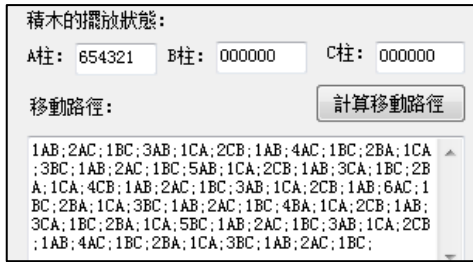 積木的擺放狀態：
A柱： 654321 B柱： 000000 C柱： 000000
移動路徑： 計算移動路徑
1AB;2AC;1BC;3AB;1CA;2CB;1AB;4AC;1BC;2BA;1CA
;3BC;1AB;2AC;1BC;5AB;1CA;2CB;1AB;3CA;1BC;2B
A;1CA;4CB;1AB;2AC;1BC;3AB;1CA;2CB;1AB;6AC;1
BC;2BA;1CA;3BC;1AB;2AC;1BC;4BA;1CA;2CB;1AB;
3CA;1BC;2BA;1CA;5BC;1AB;2AC;1BC;3AB;1CA;2CB
;1AB;4AC;1BC;2BA;1CA;3BC;1AB;2AC;1BC;